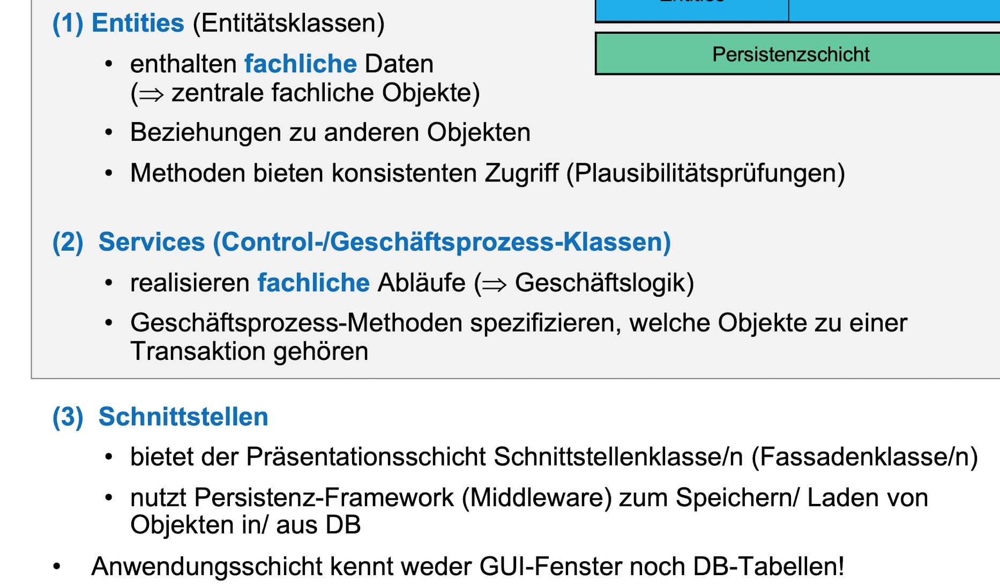 (1) Entities (Entitätsklassen)
Persistenzschicht
• enthalten fachliche Daten
(⇒ zentrale fachliche Objekte)
• Beziehungen zu anderen Objekten
• Methoden bieten konsistenten Zugriff (Plausibilitätsprüfungen)
(2) Services (Control-/Geschäftsprozess-Klassen)
• realisieren fachliche Abläufe (⇒ Geschäftslogik)
• Geschäftsprozess-Methoden spezifizieren, welche Objekte zu einer
Transaktion gehören
(3) Schnittstellen
• bietet der Präsentationsschicht Schnittstellenklasse/n (Fassadenklasse/n)
• nutzt Persistenz-Framework (Middleware) zum Speichern/ Laden von
Objekten in/ aus DB
• Anwendungsschicht kennt weder GUI-Fenster noch DB-Tabellen!